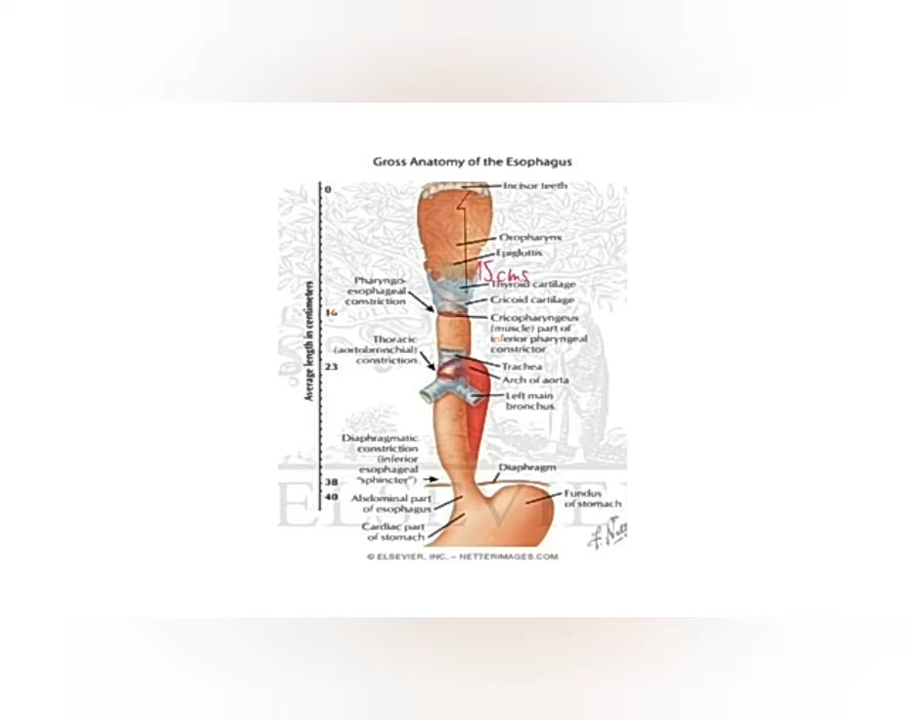 Gross Anatomy of the Esophagus
0
Incisor teeth
Oropharynx
Epiglottis
15 cms
Thyroid cartilage
Pharyngo-
esophageal
constriction
Cricoid cartilage
16
Cricopharyngeus
(muscle) part of
inferior pharyngeal
constrictor
Average length in centimeters
Thoracic
(aortobronchial)
constriction
23
Trachea
Arch of aorta
Left main
bronchus
Diaphragmatic
constriction
(inferior
esophageal
"sphincter")
Diaphragm
38
40
Abdominal part
of esophagus
Fundus
of stomach
Cardiac part
of stomach
© ELSEVIER, INC. – NETTERIMAGES.COM